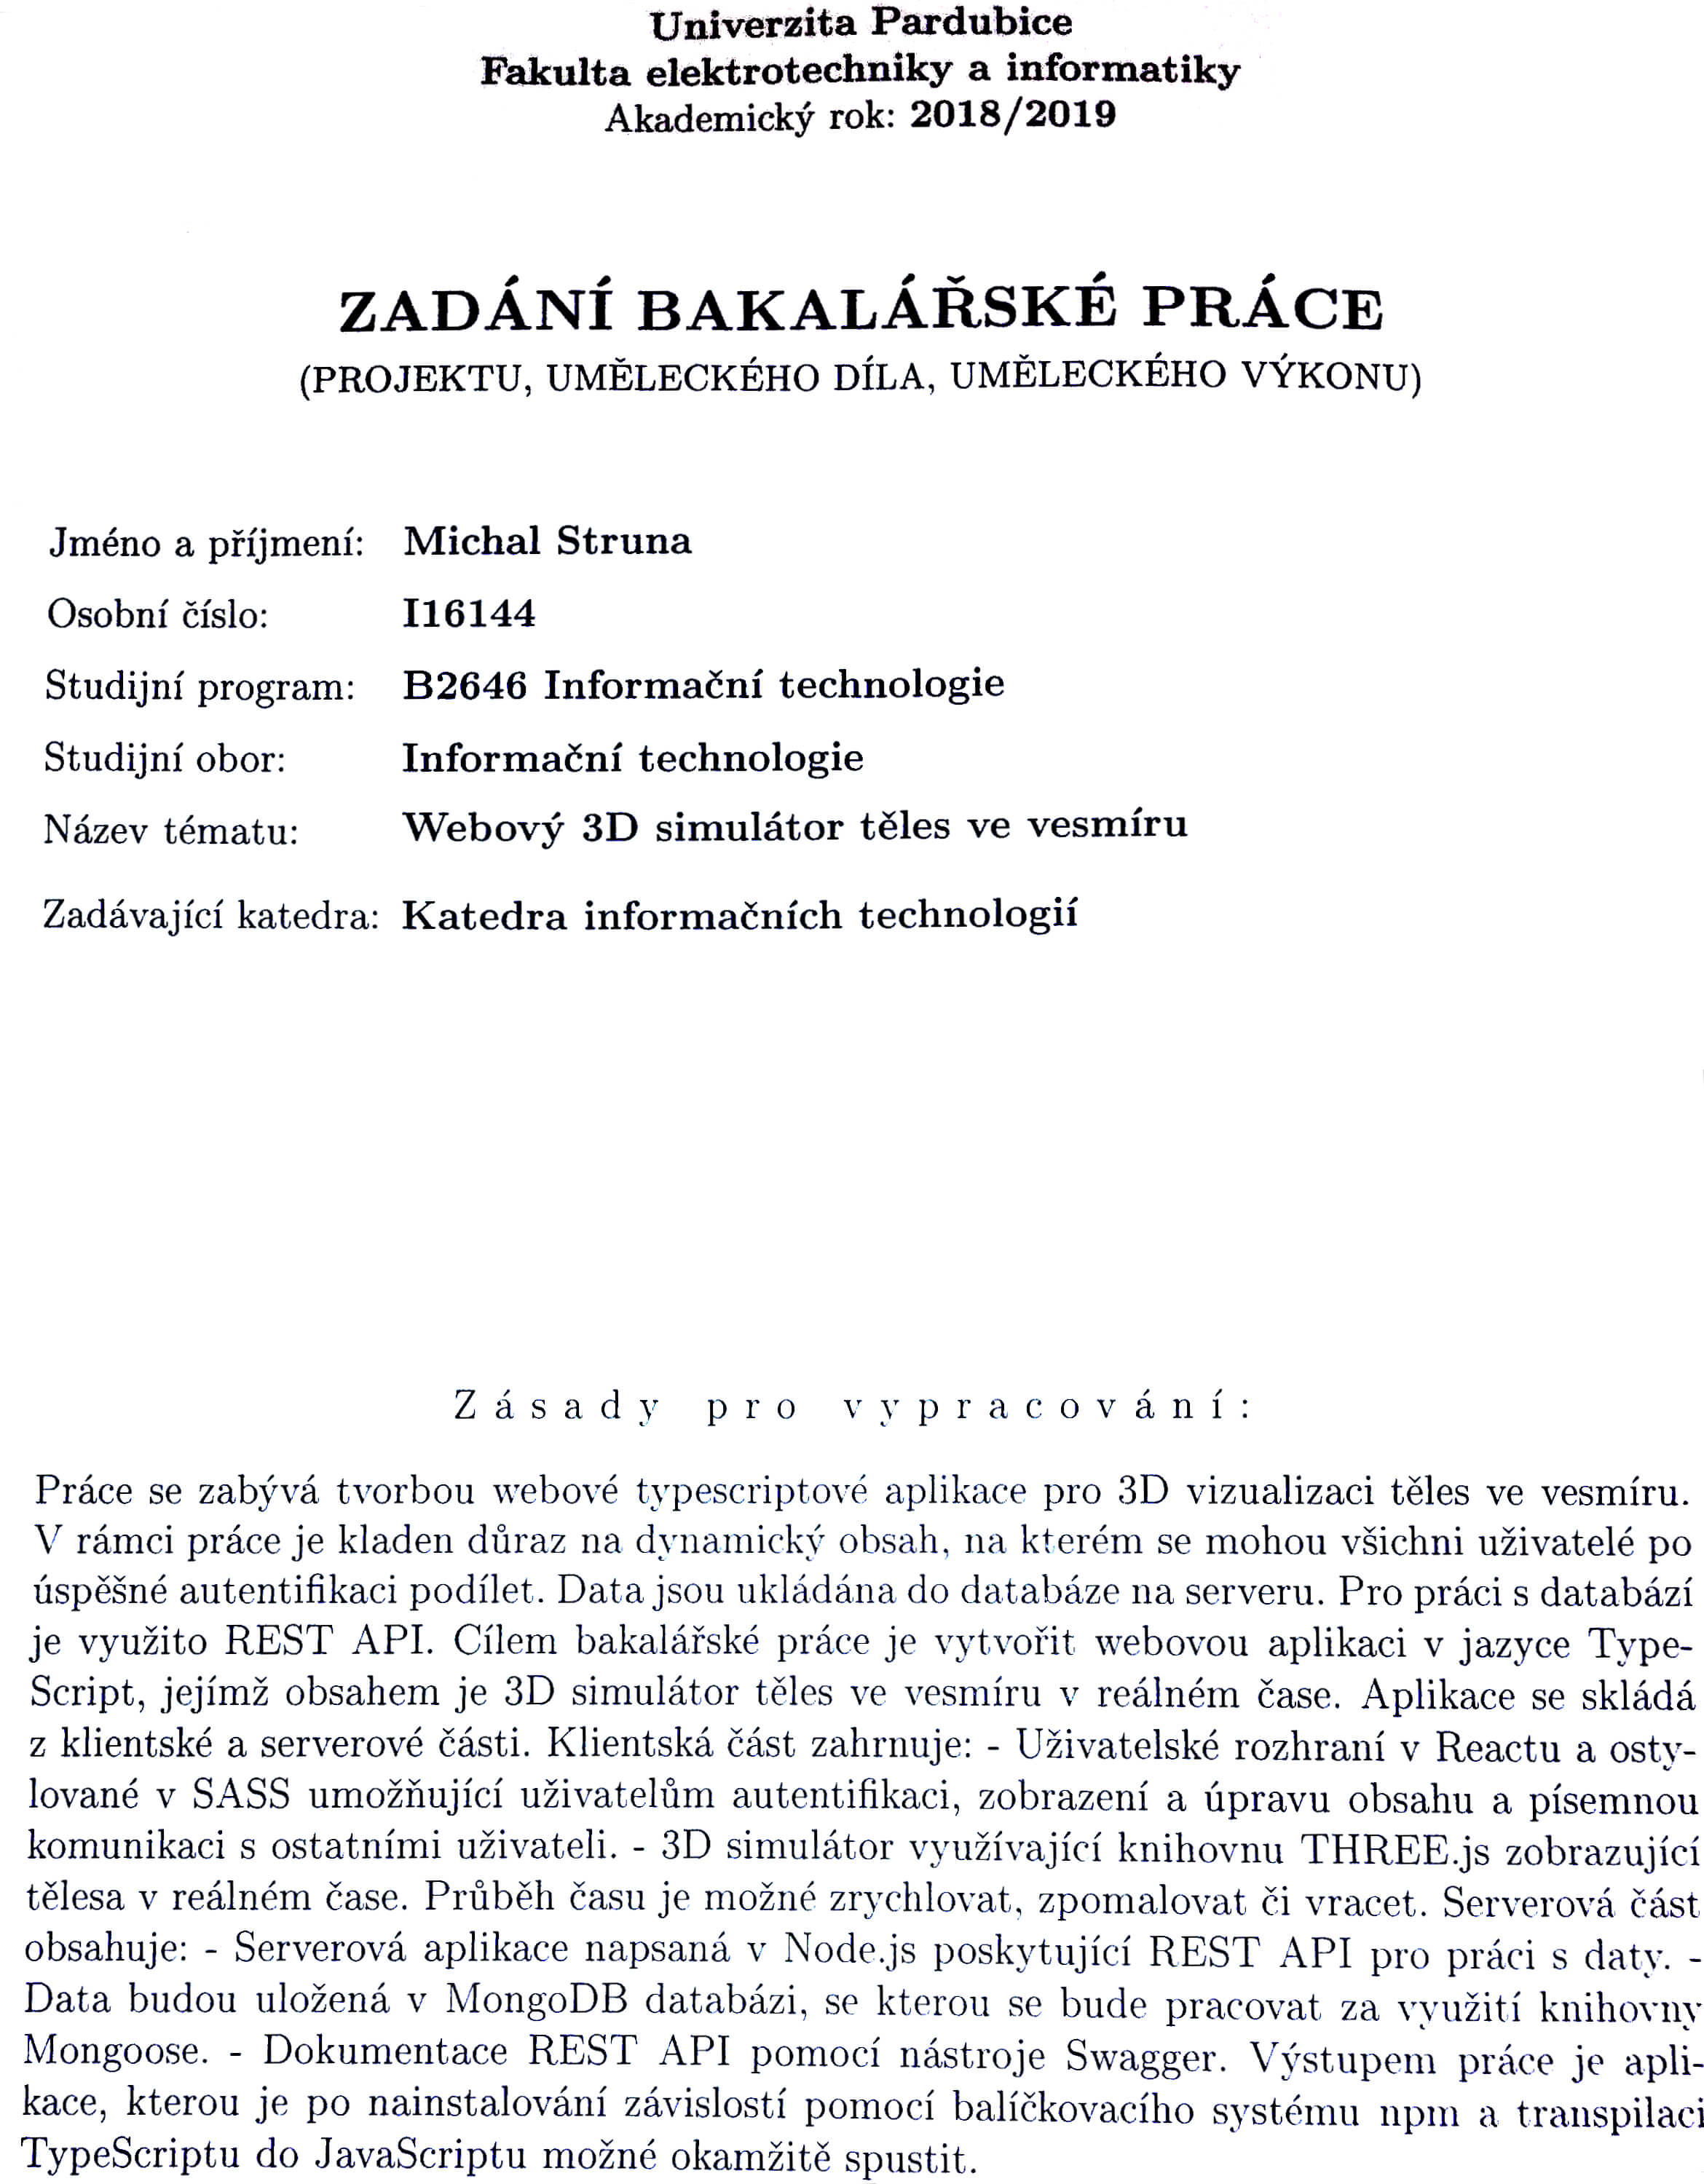 Univerzita Pardubice
Fakulta elektrotechniky a informatiky
Akademický rok: 2018/2019
ZADÁNÍ BAKALÁŘSKÉ PRÁCE
(PROJEKTU, UMĚLECKÉHO DÍLA, UMĚLECKÉHO VÝKONU)
Jméno a příjmení: Michal Struna
Osobní číslo: I16144
Studijní program: B2646 Informační technologie
Studijní obor: Informační technologie
Název tématu: Webový 3D simulátor těles ve vesmíru
Zadávající katedra: Katedra informačních technologií
Zásady pro vypracování:
Práce se zabývá tvorbou webové typescriptové aplikace pro 3D vizualizaci těles ve vesmíru.
V rámci práce je kladen důraz na dynamický obsah, na kterém se mohou všichni uživatelé po
úspěšné autentifikaci podílet. Data jsou ukládána do databáze na serveru. Pro práci s databází
je využito REST API. Cílem bakalářské práce je vytvořit webovou aplikaci v jazyce Type-
Script, jejímž obsahem je 3D simulátor těles ve vesmíru v reálném čase. Aplikace se skládá
z klientské a serverové části. Klientská část zahrnuje: - Uživatelské rozhraní v Reactu a osty-
lované v SASS umožňující uživatelům autentifikaci, zobrazení a úpravu obsahu a písemnou
komunikaci s ostatními uživateli. - 3D simulátor využívající knihovnu THREE.js zobrazující
tělesa v reálném čase. Průběh času je možné zrychlovat, zpomalovat či vracet. Serverová část
obsahuje: - Serverová aplikace napsaná v Node.js poskytující REST API pro práci s daty. -
Data budou uložená v MongoDB databázi, se kterou se bude pracovat za využití knihovny
Mongoose. - Dokumentace REST API pomocí nástroje Swagger. Výstupem práce je apli-
kace, kterou je po nainstalování závislostí pomocí balíčkovacího systému npm a transpilaci
TypeScriptu do JavaScriptu možné okamžitě spustit.